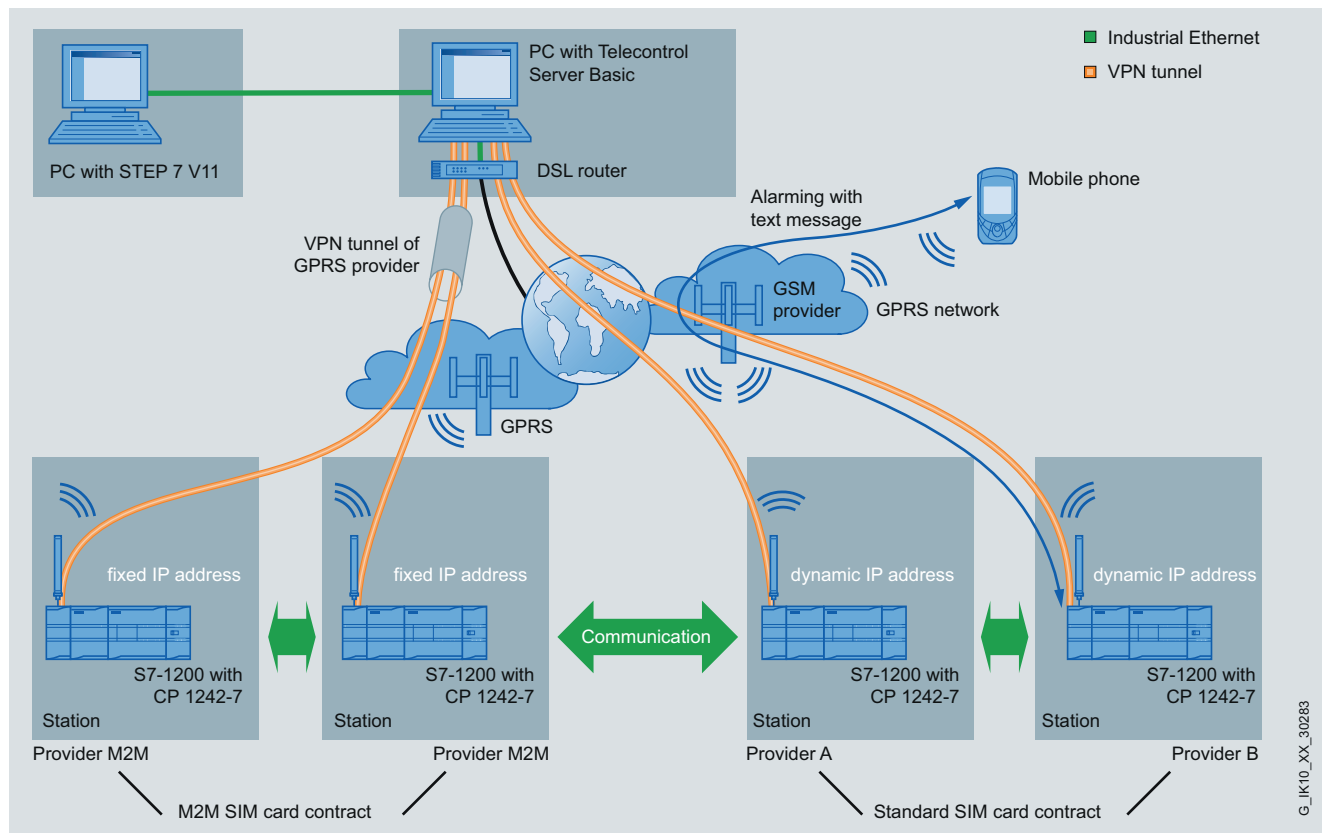 PC with Telecontrol
Server Basic
Industrial Ethernet
VPN tunnel
PC with STEP 7 V11
DSL router
Mobile phone
Alarming with
text message
VPN tunnel of
GPRS provider
GSM
provider
GPRS network
GPRS
fixed IP address
fixed IP address
dynamic IP address
dynamic IP address
Communication
S7-1200 with
CP 1242-7
Station
S7-1200 with
CP 1242-7
Station
S7-1200 with
CP 1242-7
Station
S7-1200 with
CP 1242-7
Station
Provider M2M
Provider M2M
Provider A
Provider B
M2M SIM card contract
Standard SIM card contract
G_IK10_XX_30283